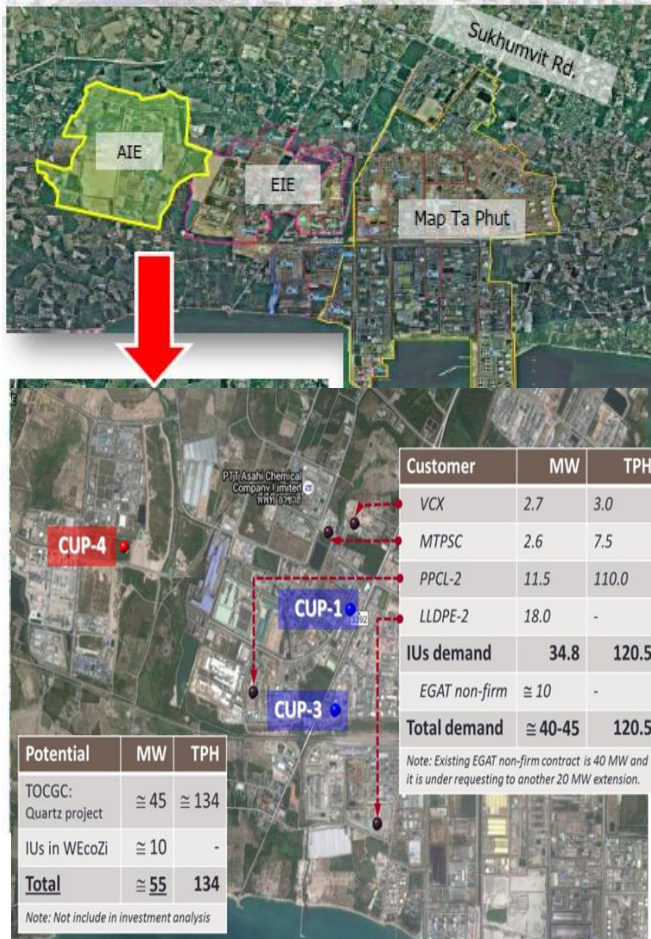 Sukhumvit Rd.
AIE
EIE
Map Ta Phut
PTT Asahi Chemical
Company Limited
CUP-4
CUP-1
CUP-3
Customer MW TPH
VCX 2.7 3.0
MTPSC 2.6 7.5
PPCL-2 11.5 110.0
LLDPE-2 18.0 -
IUs demand 34.8 120.5
EGAT non-firm ≅ 10 -
Total demand ≅ 40-45 120.5
Note: Existing EGAT non-firm contract is 40 MW and
it is under requesting to another 20 MW extension.
Potential MW TPH
TOCGC:
Quartz project ≅ 45 ≅ 134
IUs in WEcoZi ≅ 10 -
Total ≅ 55 134
Note: Not include in investment analysis